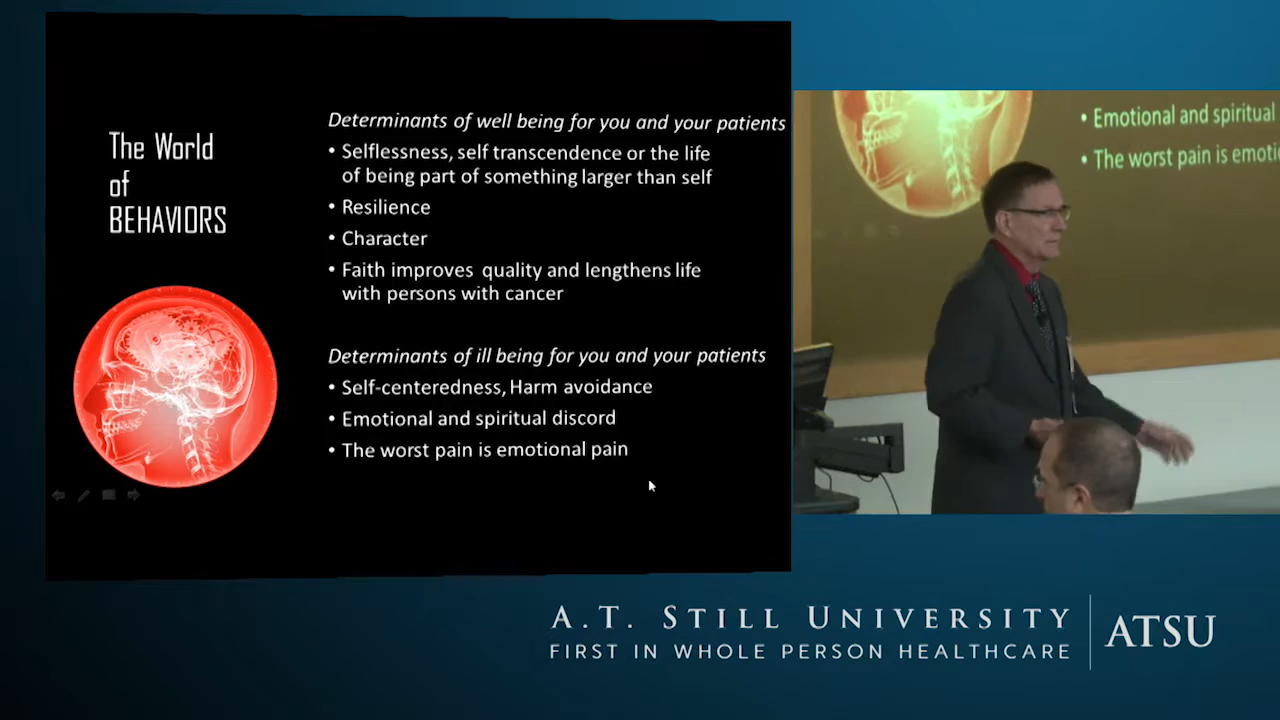 The World
of
BEHAVIORS
Determinants of well being for you and your patients
• Selflessness, self transcendence or the life
of being part of something larger than self
• Resilience
• Character
• Faith improves quality and lengthens life
with persons with cancer
Determinants of ill being for you and your patients
• Self-centeredness, Harm avoidance
• Emotional and spiritual discord
• The worst pain is emotional pain
• Emotional and spiritual
• The worst pain is
A.T. STILL UNIVERSITY
FIRST IN WHOLE PERSON HEALTHCARE
ATSU